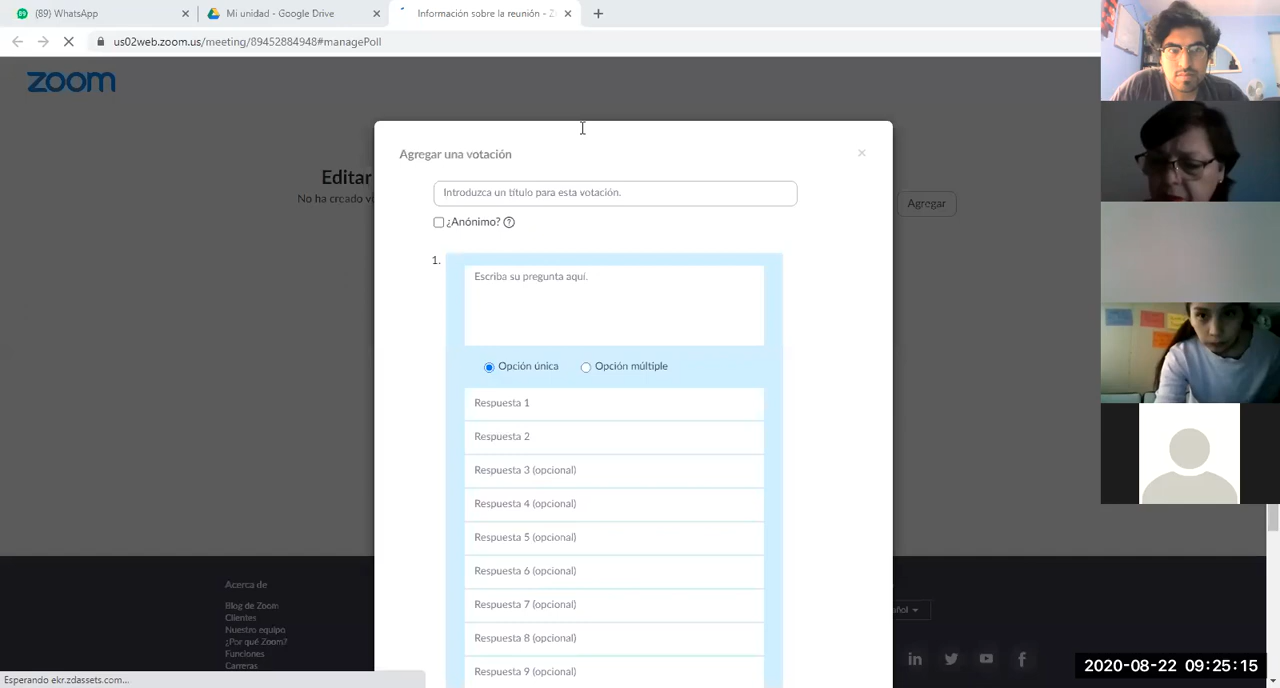 (89) WhatsApp
Mi unidad - Google Drive
Información sobre la reunión - Z
us02web.zoom.us/meeting/89452884948#managePoll
zoom
Agregar una votación
Editar
No ha creado
Agregar
Introduzca un título para esta votación.
¿Anónimo?
1.
Escriba su pregunta aquí.
Opción única
Opción múltiple
Respuesta 1
Respuesta 2
Respuesta 3 (opcional)
Respuesta 4 (opcional)
Respuesta 5 (opcional)
Respuesta 6 (opcional)
Respuesta 7 (opcional)
Respuesta 8 (opcional)
Respuesta 9 (opcional)
Acerca de
Blog de Zoom
Clientes
Nuestro equipo
¿Por qué Zoom?
Funciones
Carreras
Esperando ekr.zdassets.com...
2020-08-22 09:25:15